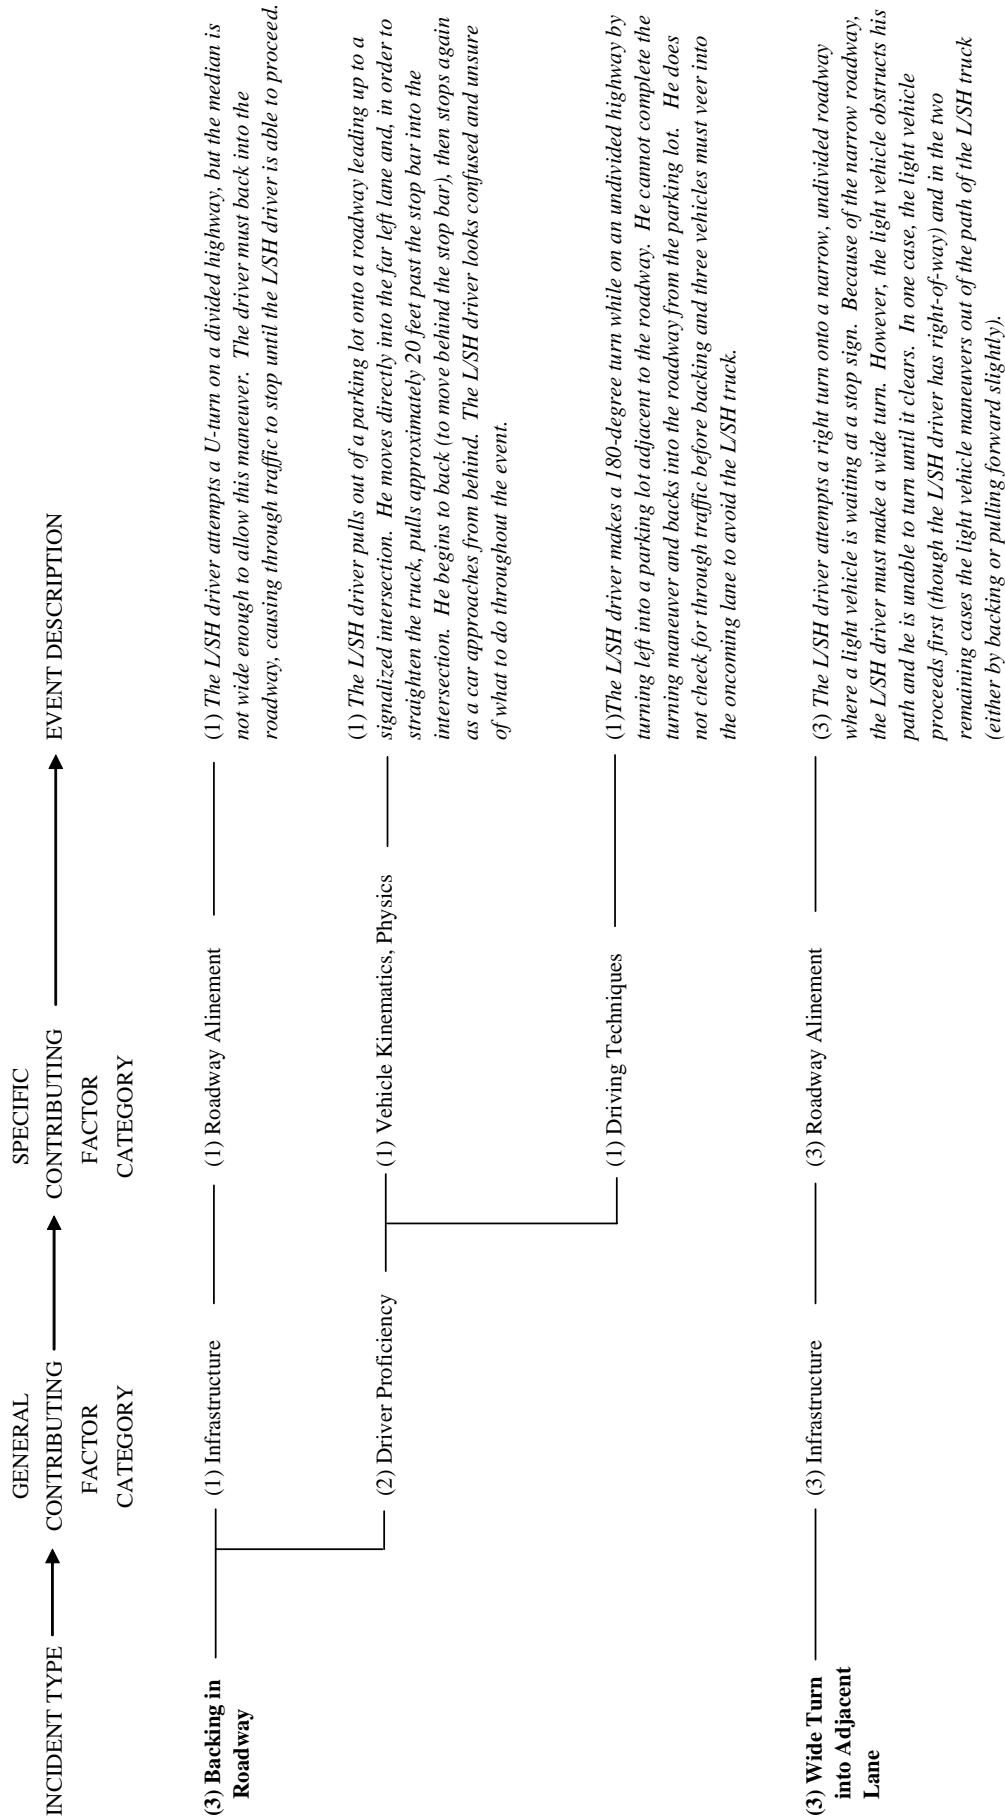 INCIDENT TYPE
GENERAL
CONTRIBUTING
FACTOR
CATEGORY
SPECIFIC
CONTRIBUTING
FACTOR
CATEGORY
EVENT DESCRIPTION
(3) Backing in
Roadway
(1) Infrastructure
(1) Roadway Alinement
(1) The L/SH driver attempts a U-turn on a divided highway, but the median is
not wide enough to allow this maneuver. The driver must back into the
roadway, causing through traffic to stop until the L/SH driver is able to proceed.
(2) Driver Proficiency
(1) Vehicle Kinematics, Physics
(1) The L/SH driver pulls out of a parking lot onto a roadway leading up to a
signalized intersection. He moves directly into the far left lane and, in order to
straighten the truck, pulls approximately 20 feet past the stop bar into the
intersection. He begins to back (to move behind the stop bar), then stops again
as a car approaches from behind. The L/SH driver looks confused and unsure
of what to do throughout the event.
(1) Driving Techniques
(1)The L/SH driver makes a 180-degree turn while on an undivided highway by
turning left into a parking lot adjacent to the roadway. He cannot complete the
turning maneuver and backs into the roadway from the parking lot. He does
not check for through traffic before backing and three vehicles must veer into
the oncoming lane to avoid the L/SH truck.
(3) Wide Turn
into Adjacent
Lane
(3) Infrastructure
(3) Roadway Alinement
(3) The L/SH driver attempts a right turn onto a narrow, undivided roadway
where a light vehicle is waiting at a stop sign. Because of the narrow roadway,
the L/SH driver must make a wide turn. However, the light vehicle obstructs his
path and he is unable to turn until it clears. In one case, the light vehicle
proceeds first (though the L/SH driver has right-of-way) and in the two
remaining cases the light vehicle maneuvers out of the path of the L/SH truck
(either by backing or pulling forward slightly).